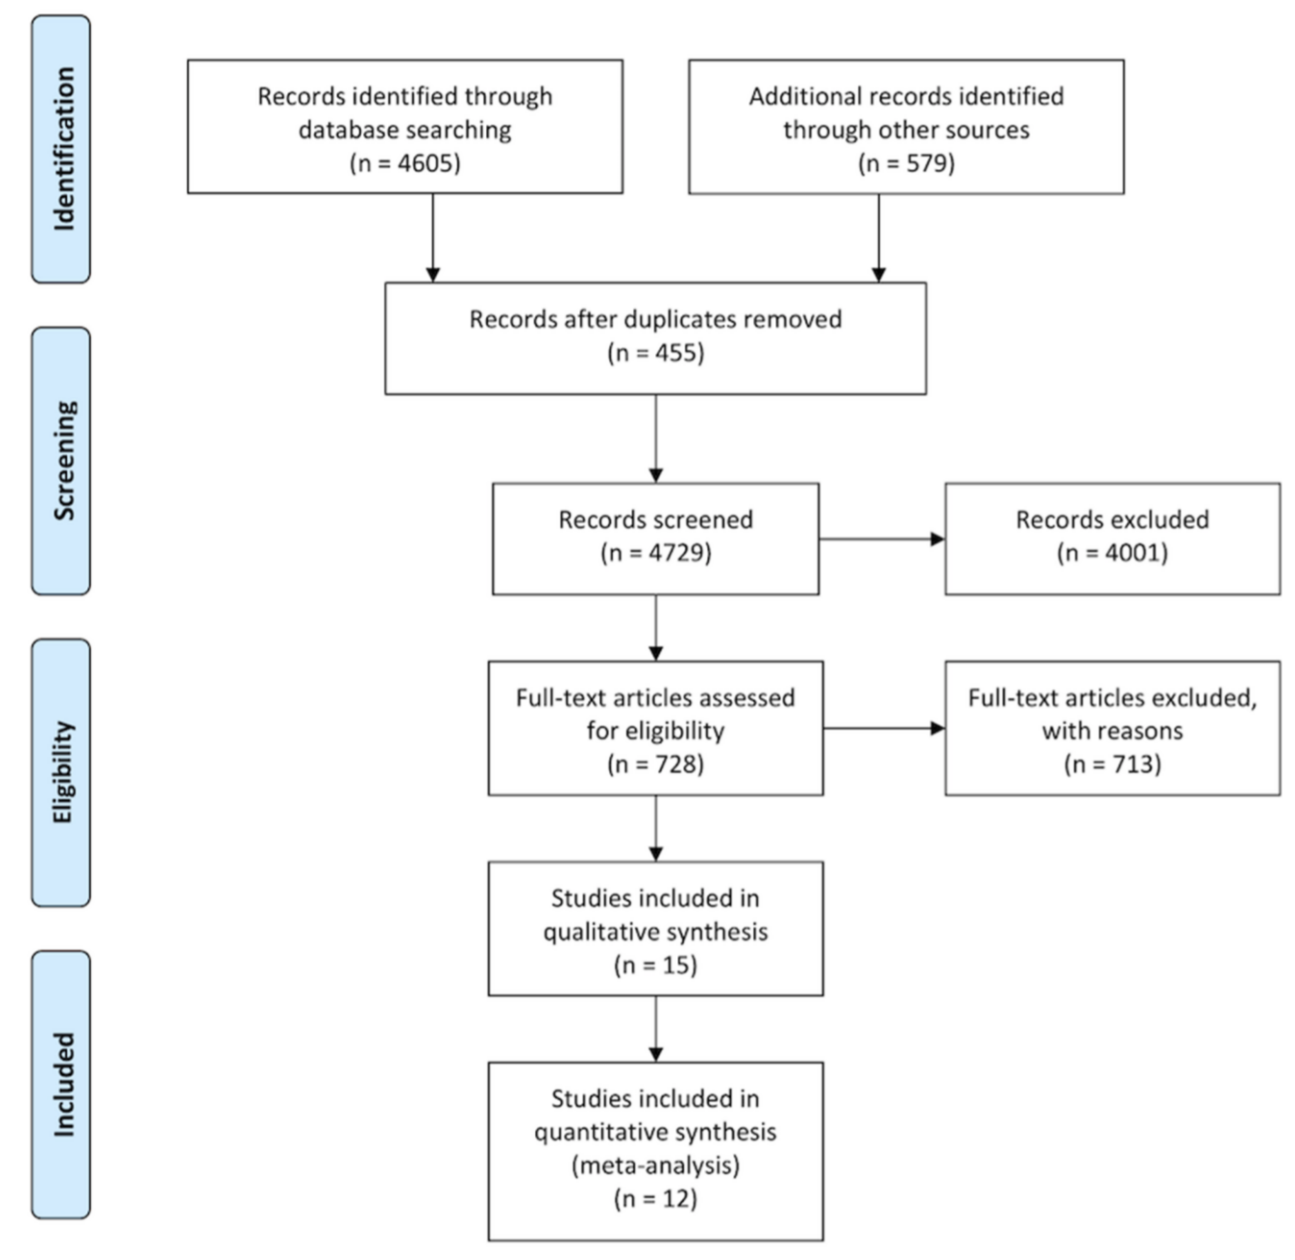 Identification
Records identified through
database searching
(n = 4605)
Additional records identified
through other sources
(n = 579)
Records after duplicates removed
(n = 455)
Screening
Records screened
(n = 4729)
Records excluded
(n = 4001)
Eligibility
Full-text articles assessed
for eligibility
(n = 728)
Full-text articles excluded,
with reasons
(n = 713)
Studies included in
qualitative synthesis
(n = 15)
Included
Studies included in
quantitative synthesis
(meta-analysis)
(n = 12)